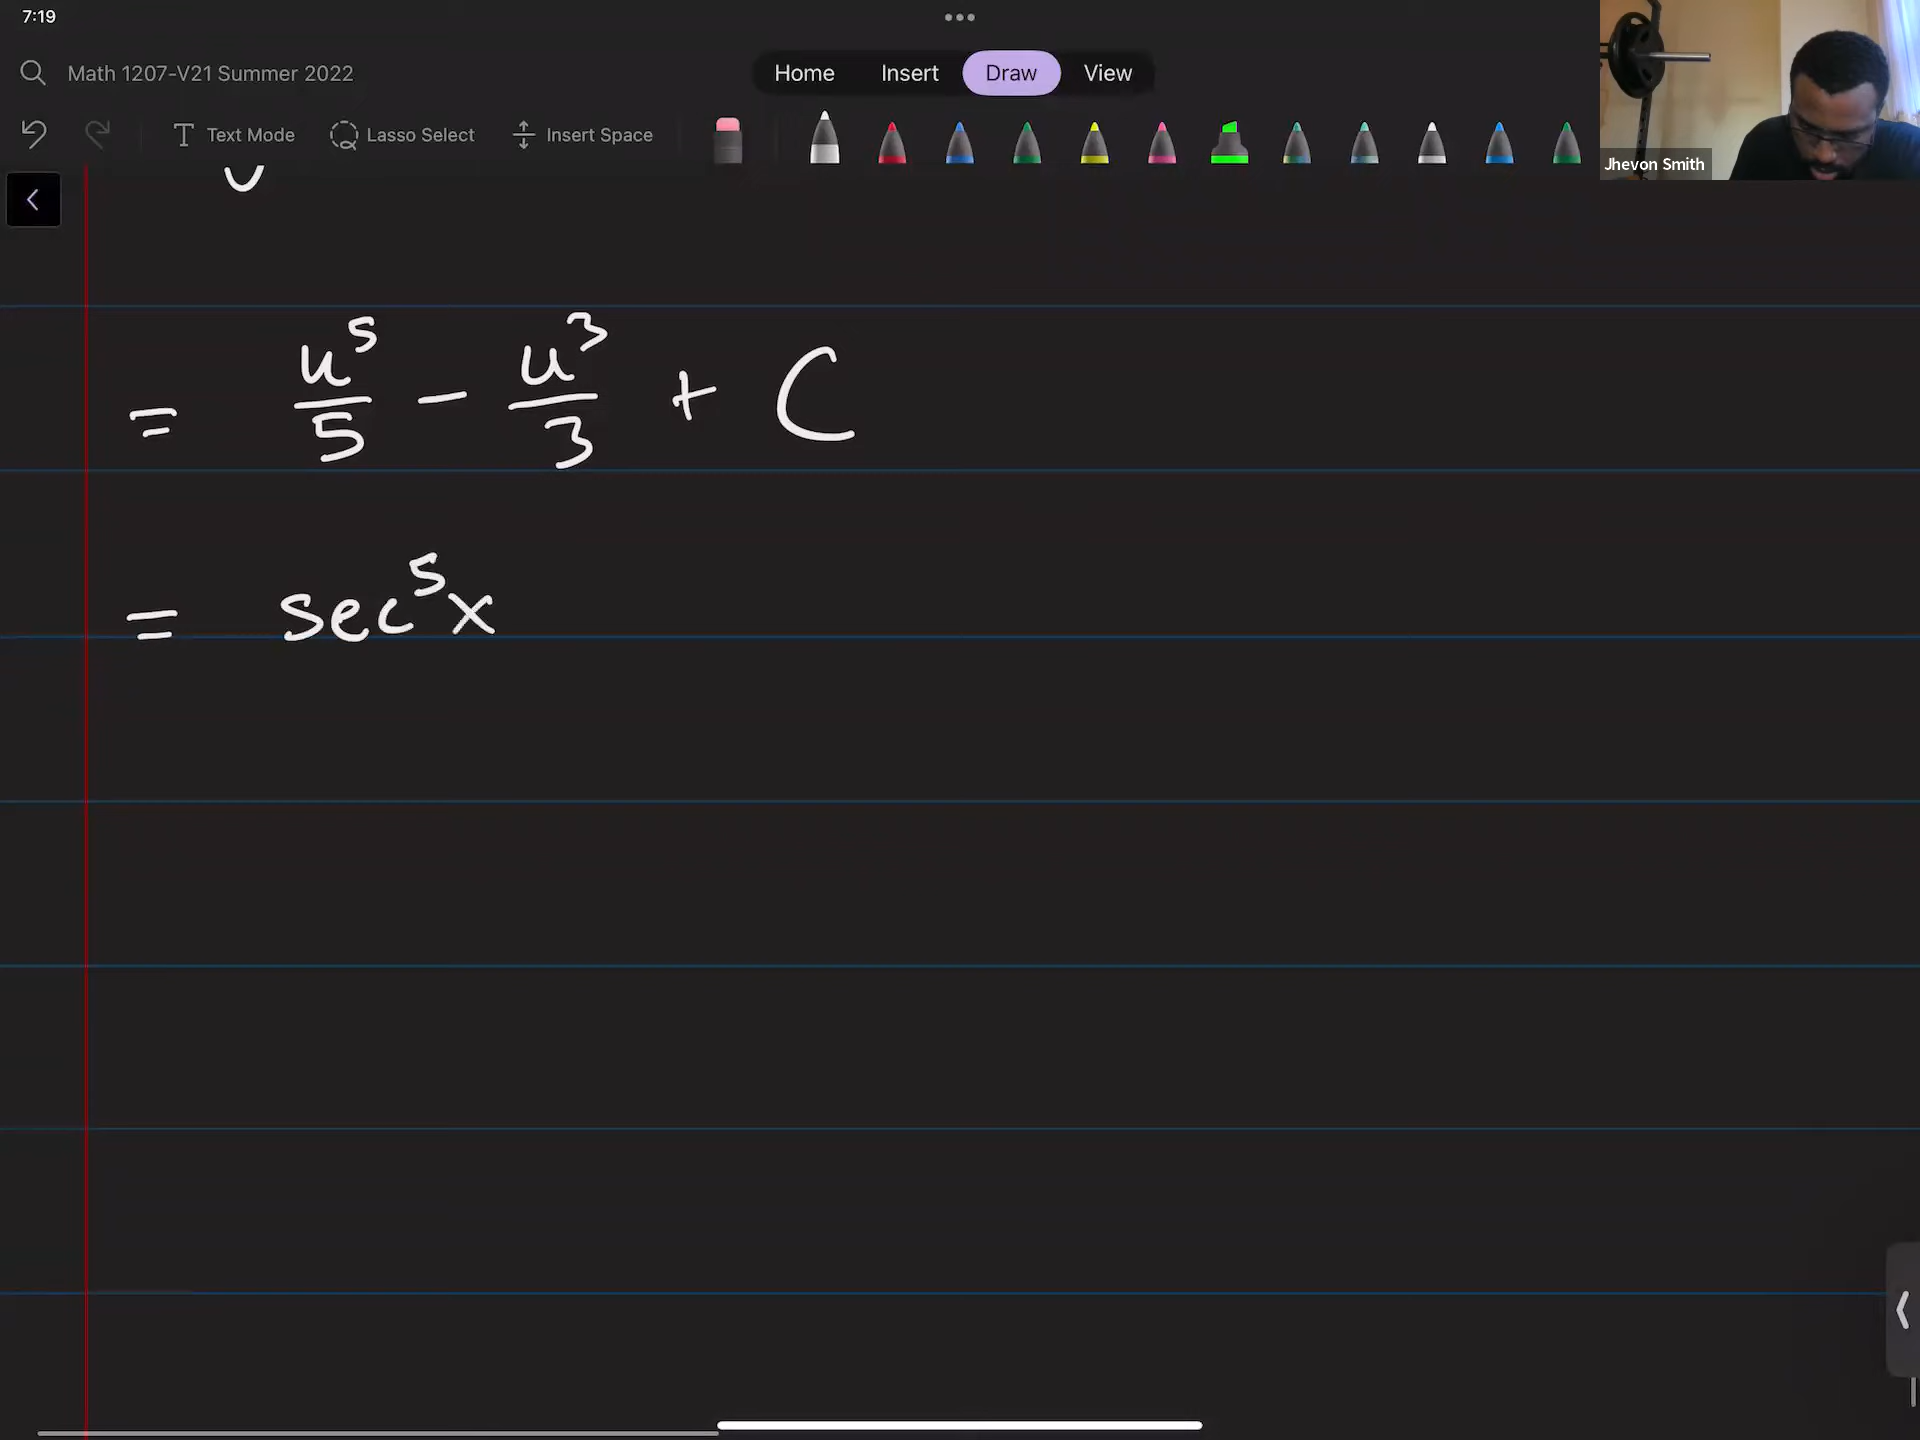 7:19
Math 1207-V21 Summer 2022
Home Insert Draw View
Text Mode Lasso Select Insert Space
Jhevon Smith
= u^5/5 - u^3/3 + C
= sec^5 x